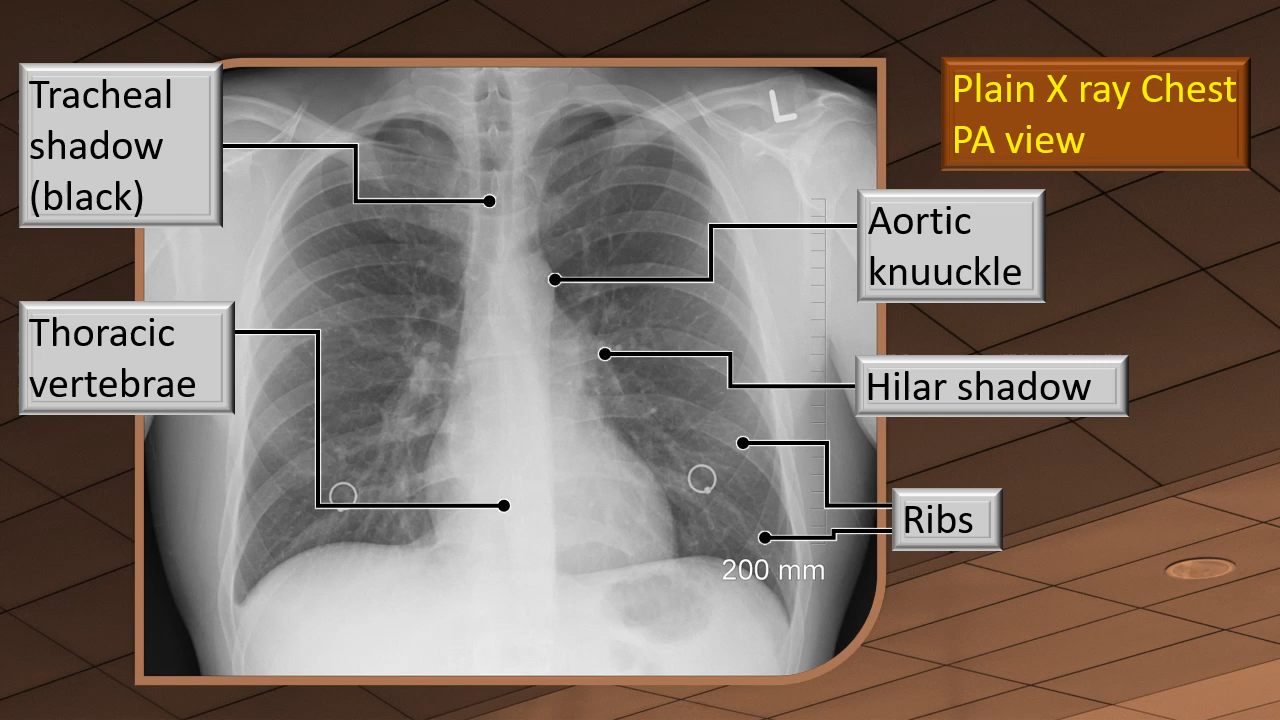 Plain X ray Chest
PA view
Tracheal
shadow
(black)
L
Aortic
knuuckle
Thoracic
vertebrae
Hilar shadow
Ribs
200 mm